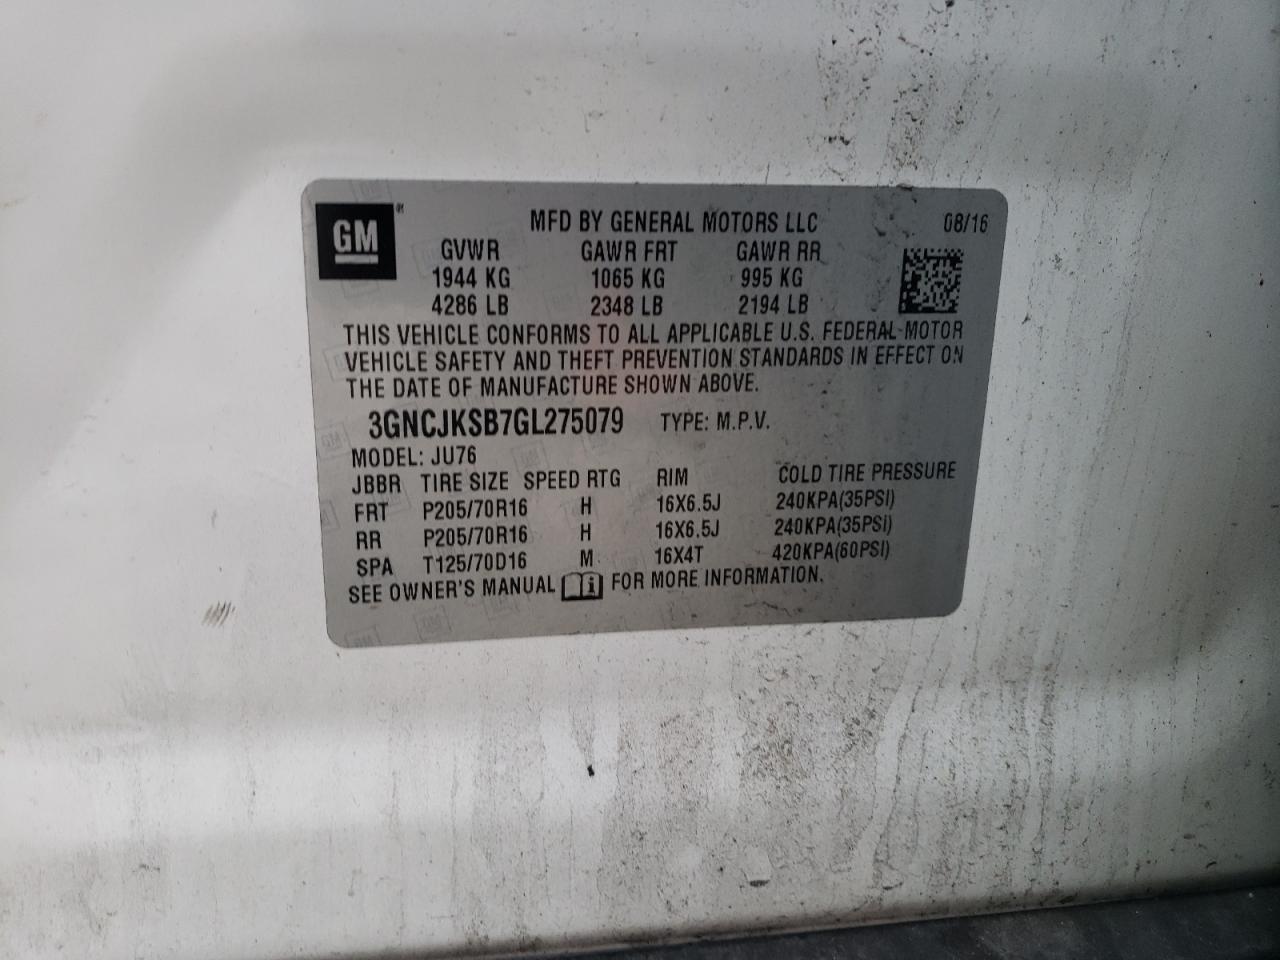 GM® MFD BY GENERAL MOTORS LLC 08/16
GVWR GAWR FRT GAWR RR
1944 KG 1065 KG 995 KG
4286 LB 2348 LB 2194 LB
THIS VEHICLE CONFORMS TO ALL APPLICABLE U.S. FEDERAL MOTOR
VEHICLE SAFETY AND THEFT PREVENTION STANDARDS IN EFFECT ON
THE DATE OF MANUFACTURE SHOWN ABOVE.
3GNCJKSB7GL275079 TYPE: M.P.V.
MODEL: JU76
JBBR TIRE SIZE SPEED RTG RIM COLD TIRE PRESSURE
FRT P205/70R16 H 16X6.5J 240KPA(35PSI)
RR P205/70R16 H 16X6.5J 240KPA(35PSI)
SPA T125/70D16 M 16X4T 420KPA(60PSI)
SEE OWNER'S MANUAL i FOR MORE INFORMATION.